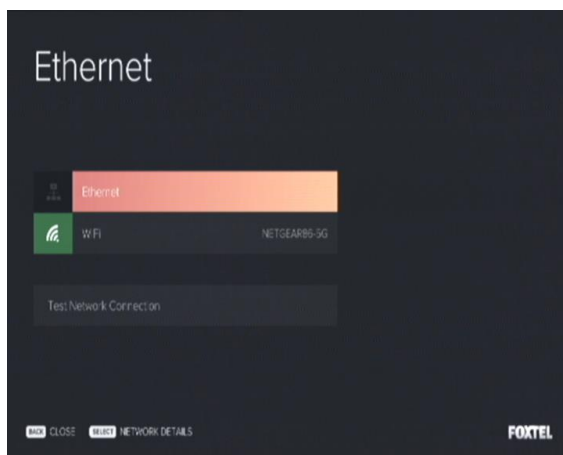 Ethernet
Ethernet
WiFi NETGEAR86-5G
Test Network Connection
BACK CLOSE SELECT NETWORK DETAILS FOXTEL